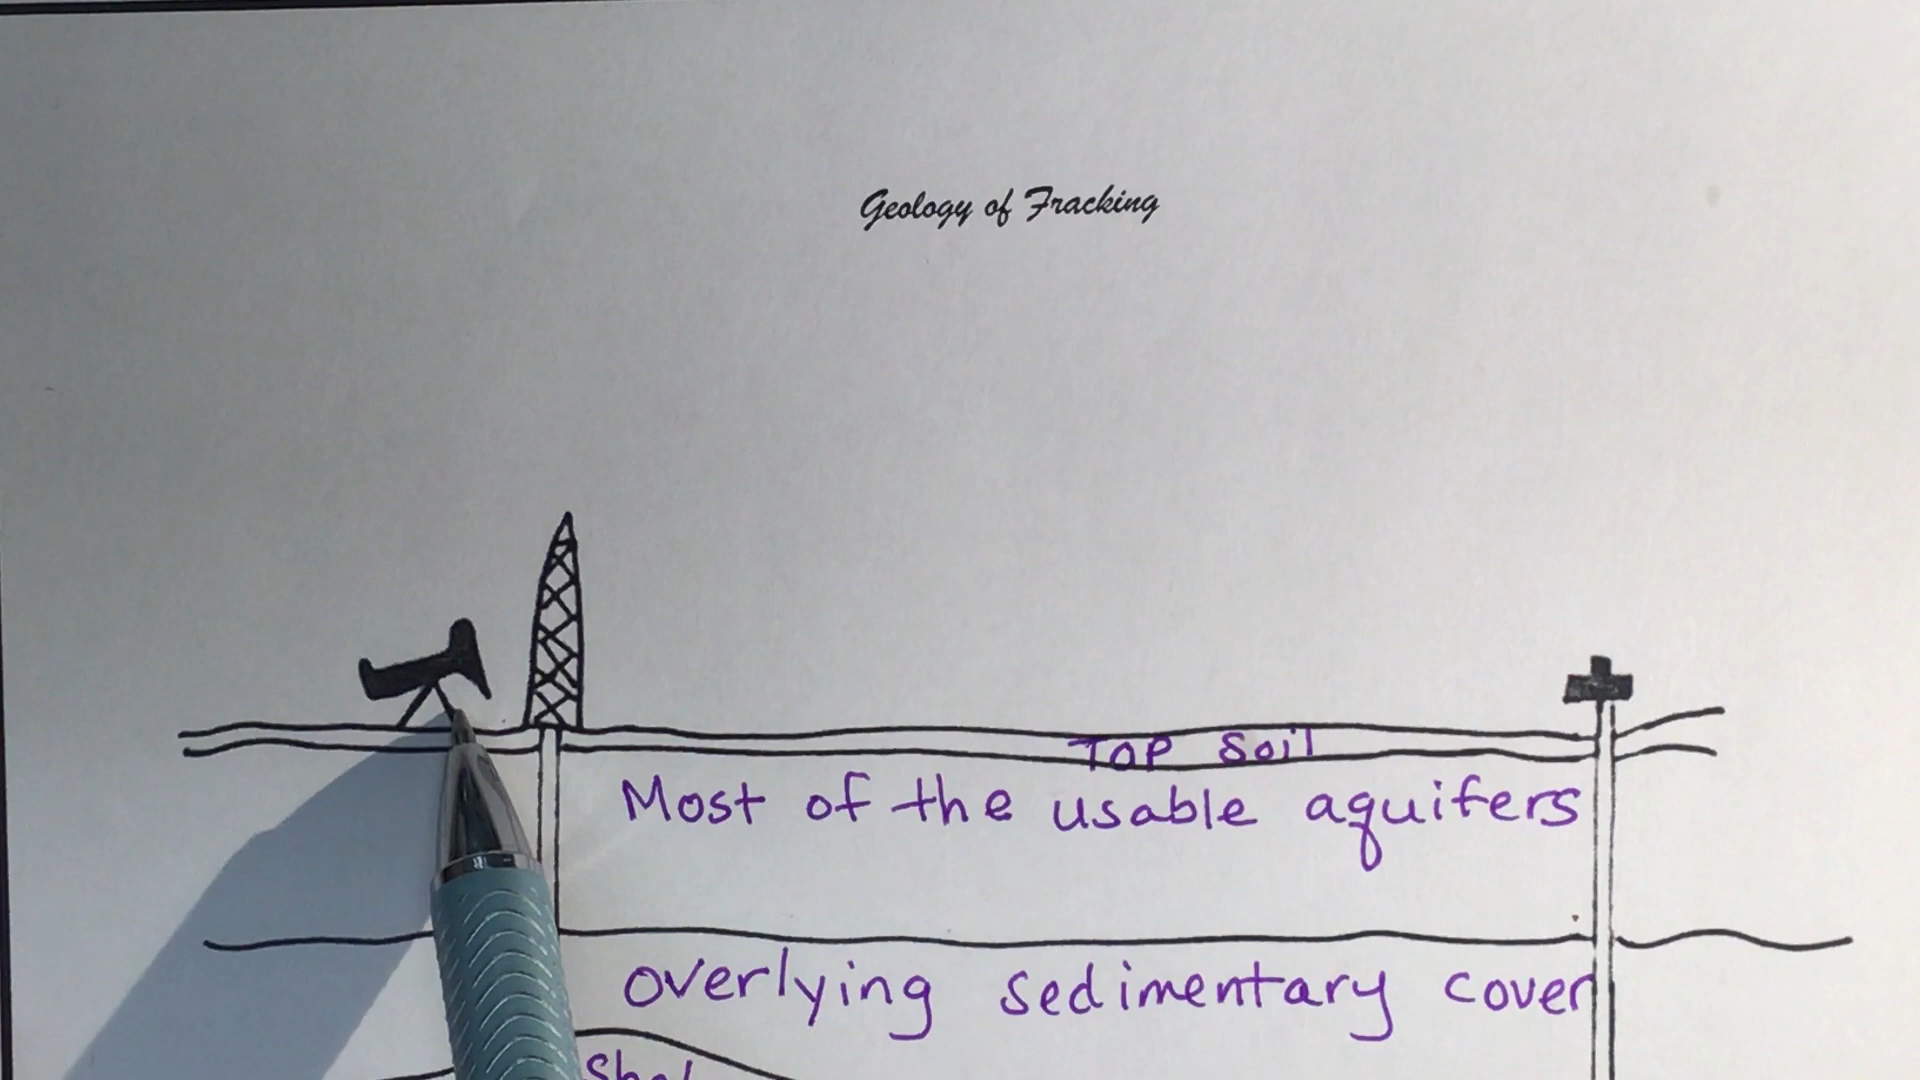 Geology of Fracking
Top Soil
Most of the usable aquifers
overlying sedimentary cover